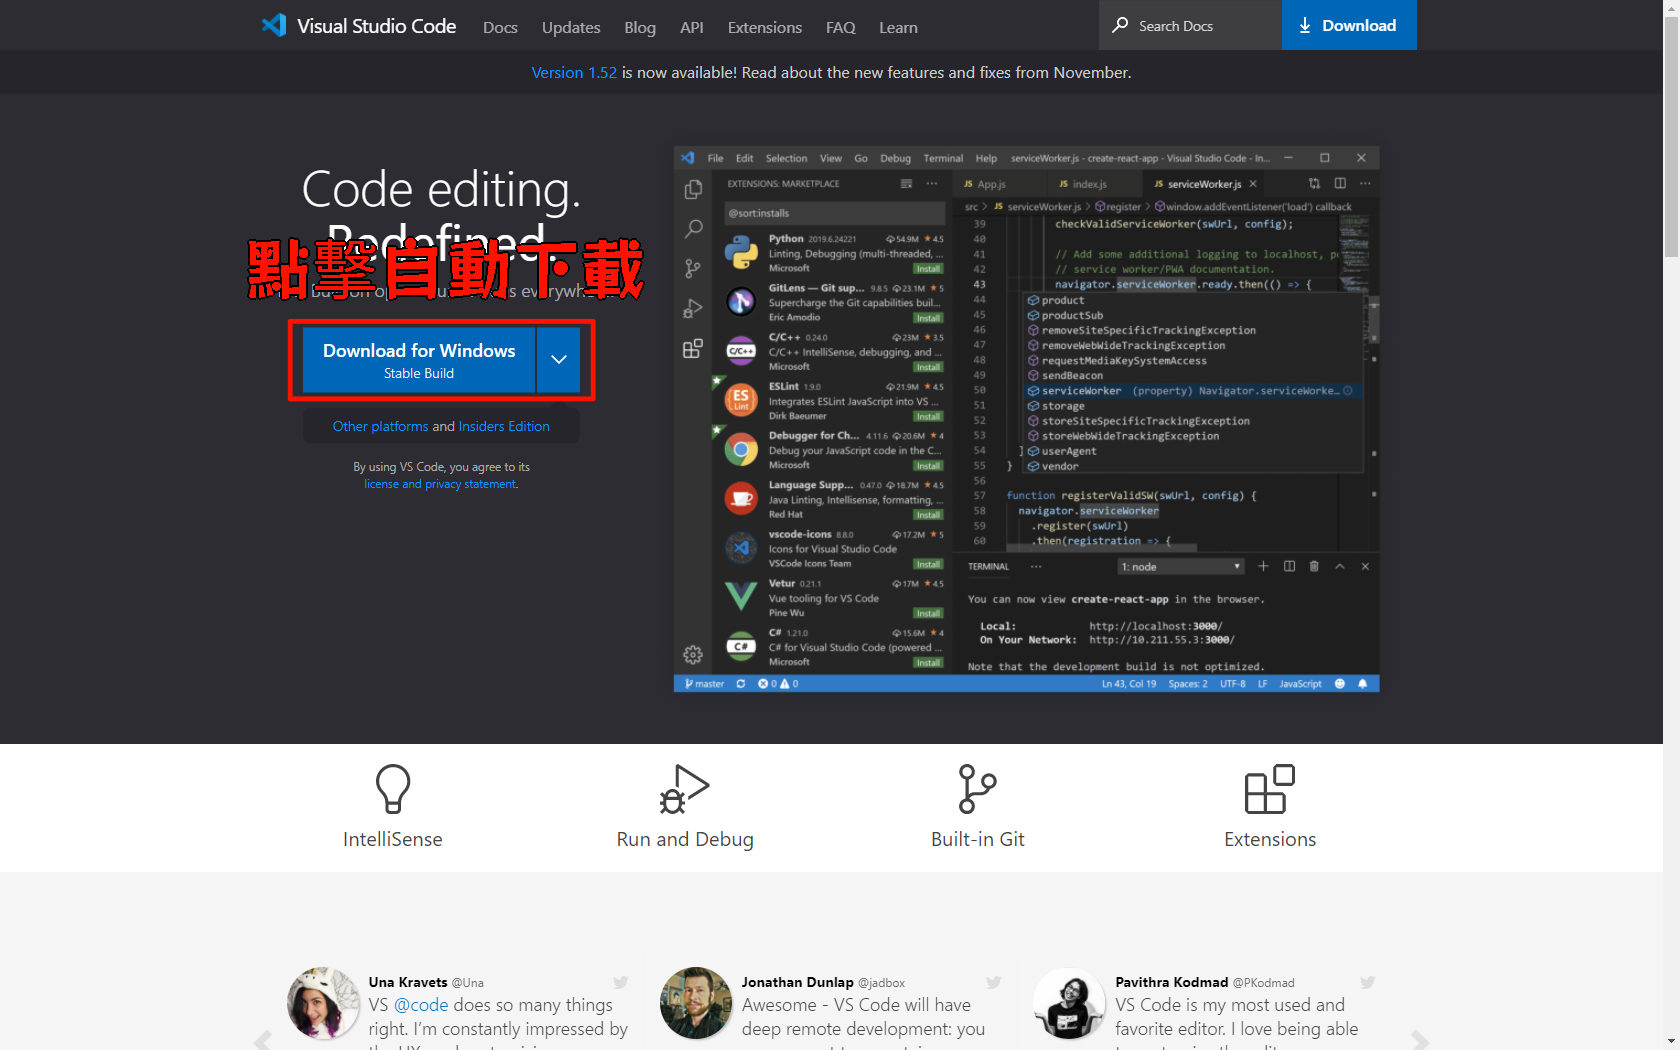 Visual Studio Code Docs Updates Blog API Extensions FAQ Learn Search Docs Download
Version 1.52 is now available! Read about the new features and fixes from November.
Code editing.
Redefined.
點擊自動下載
Download for Windows
Stable Build
Other platforms and Insiders Edition
By using VS Code, you agree to its
license and privacy statement.
File Edit Selection View Go Debug Terminal Help serviceWorker.js - create-react-app - Visual Studio Code - In...
EXTENSIONS: MARKETPLACE
@sort:installs
Python 2019.6.24221 54.9M ★ 4.5
Linting, Debugging (multi-threaded, ...
Microsoft Install
GitLens — Git sup... 9.8.5 23.1M ★ 5
Supercharge the Git capabilities buil...
Eric Amodio Install
C/C++ 0.24.0 23M ★ 3.5
C/C++ IntelliSense, debugging, and ...
Microsoft Install
ESLint 1.9.0 21.9M ★ 4.5
Integrates ESLint JavaScript into VS ...
Dirk Baeumer Install
Debugger for Ch... 4.11.6 20.6M ★ 4
Debug your JavaScript code in the C...
Microsoft Install
Language Supp... 0.47.0 18.7M ★ 4.5
Java Linting, Intellisense, formatting, ...
Red Hat Install
vscode-icons 8.8.0 17.2M ★ 5
Icons for Visual Studio Code
VSCode Icons Team Install
Vetur 0.21.1 17M ★ 4.5
Vue tooling for VS Code
Pine Wu Install
C# 1.21.0 15.6M ★ 4
C# for Visual Studio Code (powered ...
Microsoft Install
JS App.js JS index.js JS serviceWorker.js
src > JS serviceWorker.js > register > window.addEventListener('load') callback
39 checkValidServiceWorker(swUrl, config);
40
41 // Add some additional logging to localhost, po
42 // service worker/PWA documentation.
43 navigator.serviceWorker.ready.then(() => {
44 product
45 productSub
46 removeSiteSpecificTrackingException
47 removeWebWideTrackingException
48 requestMediaKeySystemAccess
49 sendBeacon
50 serviceWorker (property) Navigator.serviceWorke...
51 storage
52 storeSiteSpecificTrackingException
53 storeWebWideTrackingException
54 } userAgent
55 } vendor
56
57 function registerValidSW(swUrl, config) {
58 navigator.serviceWorker
59 .register(swUrl)
60 .then(registration => {
TERMINAL ... 1: node
You can now view create-react-app in the browser.
Local: http://localhost:3000/
On Your Network: http://10.211.55.3:3000/
Note that the development build is not optimized.
master 0 0 Ln 43, Col 19 Spaces: 2 UTF-8 LF JavaScript
IntelliSense Run and Debug Built-in Git Extensions
Una Kravets @Una
VS @code does so many things
right. I'm constantly impressed by
Jonathan Dunlap @jadbox
Awesome - VS Code will have
deep remote development: you
Pavithra Kodmad @PKodmad
VS Code is my most used and
favorite editor. I love being able